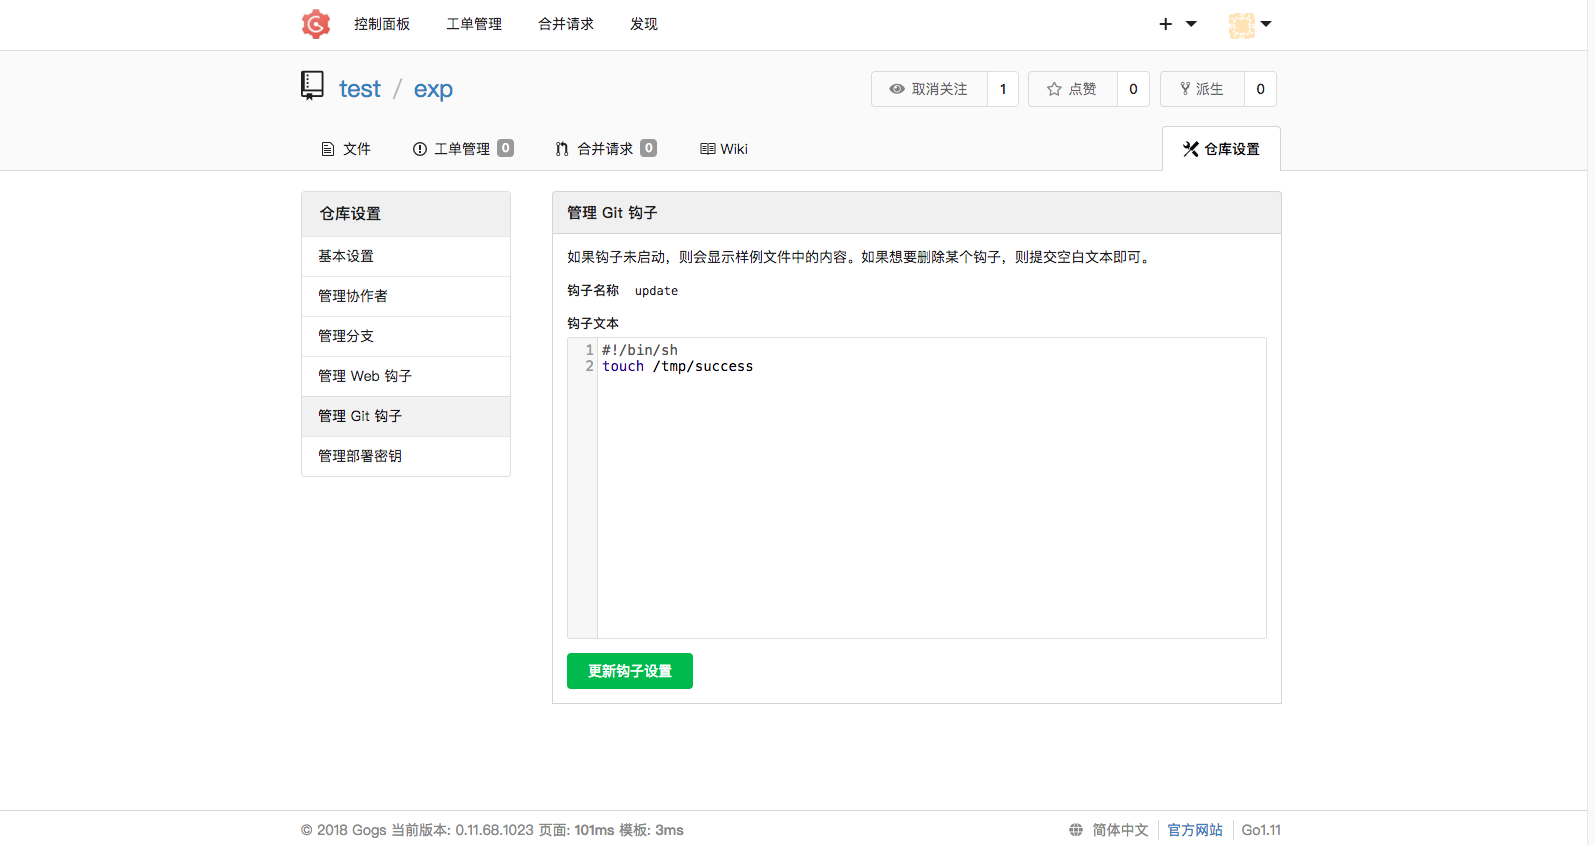 控制面板 工单管理 合并请求 发现
test / exp
取消关注 1 点赞 0 派生 0
文件 工单管理 0 合并请求 0 Wiki 仓库设置
仓库设置
基本设置
管理协作者
管理分支
管理 Web 钩子
管理 Git 钩子
管理部署密钥
管理 Git 钩子
如果钩子未启动，则会显示样例文件中的内容。如果想要删除某个钩子，则提交空白文本即可。
钩子名称 update
钩子文本
1 #!/bin/sh
2 touch /tmp/success
更新钩子设置
© 2018 Gogs 当前版本: 0.11.68.1023 页面: 101ms 模板: 3ms
简体中文 官方网站 Go1.11